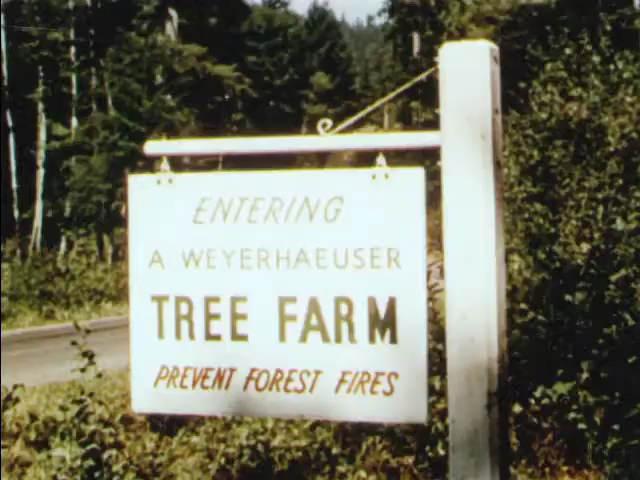 ENTERING
A WEYERHAEUSER
TREE FARM
PREVENT FOREST FIRES